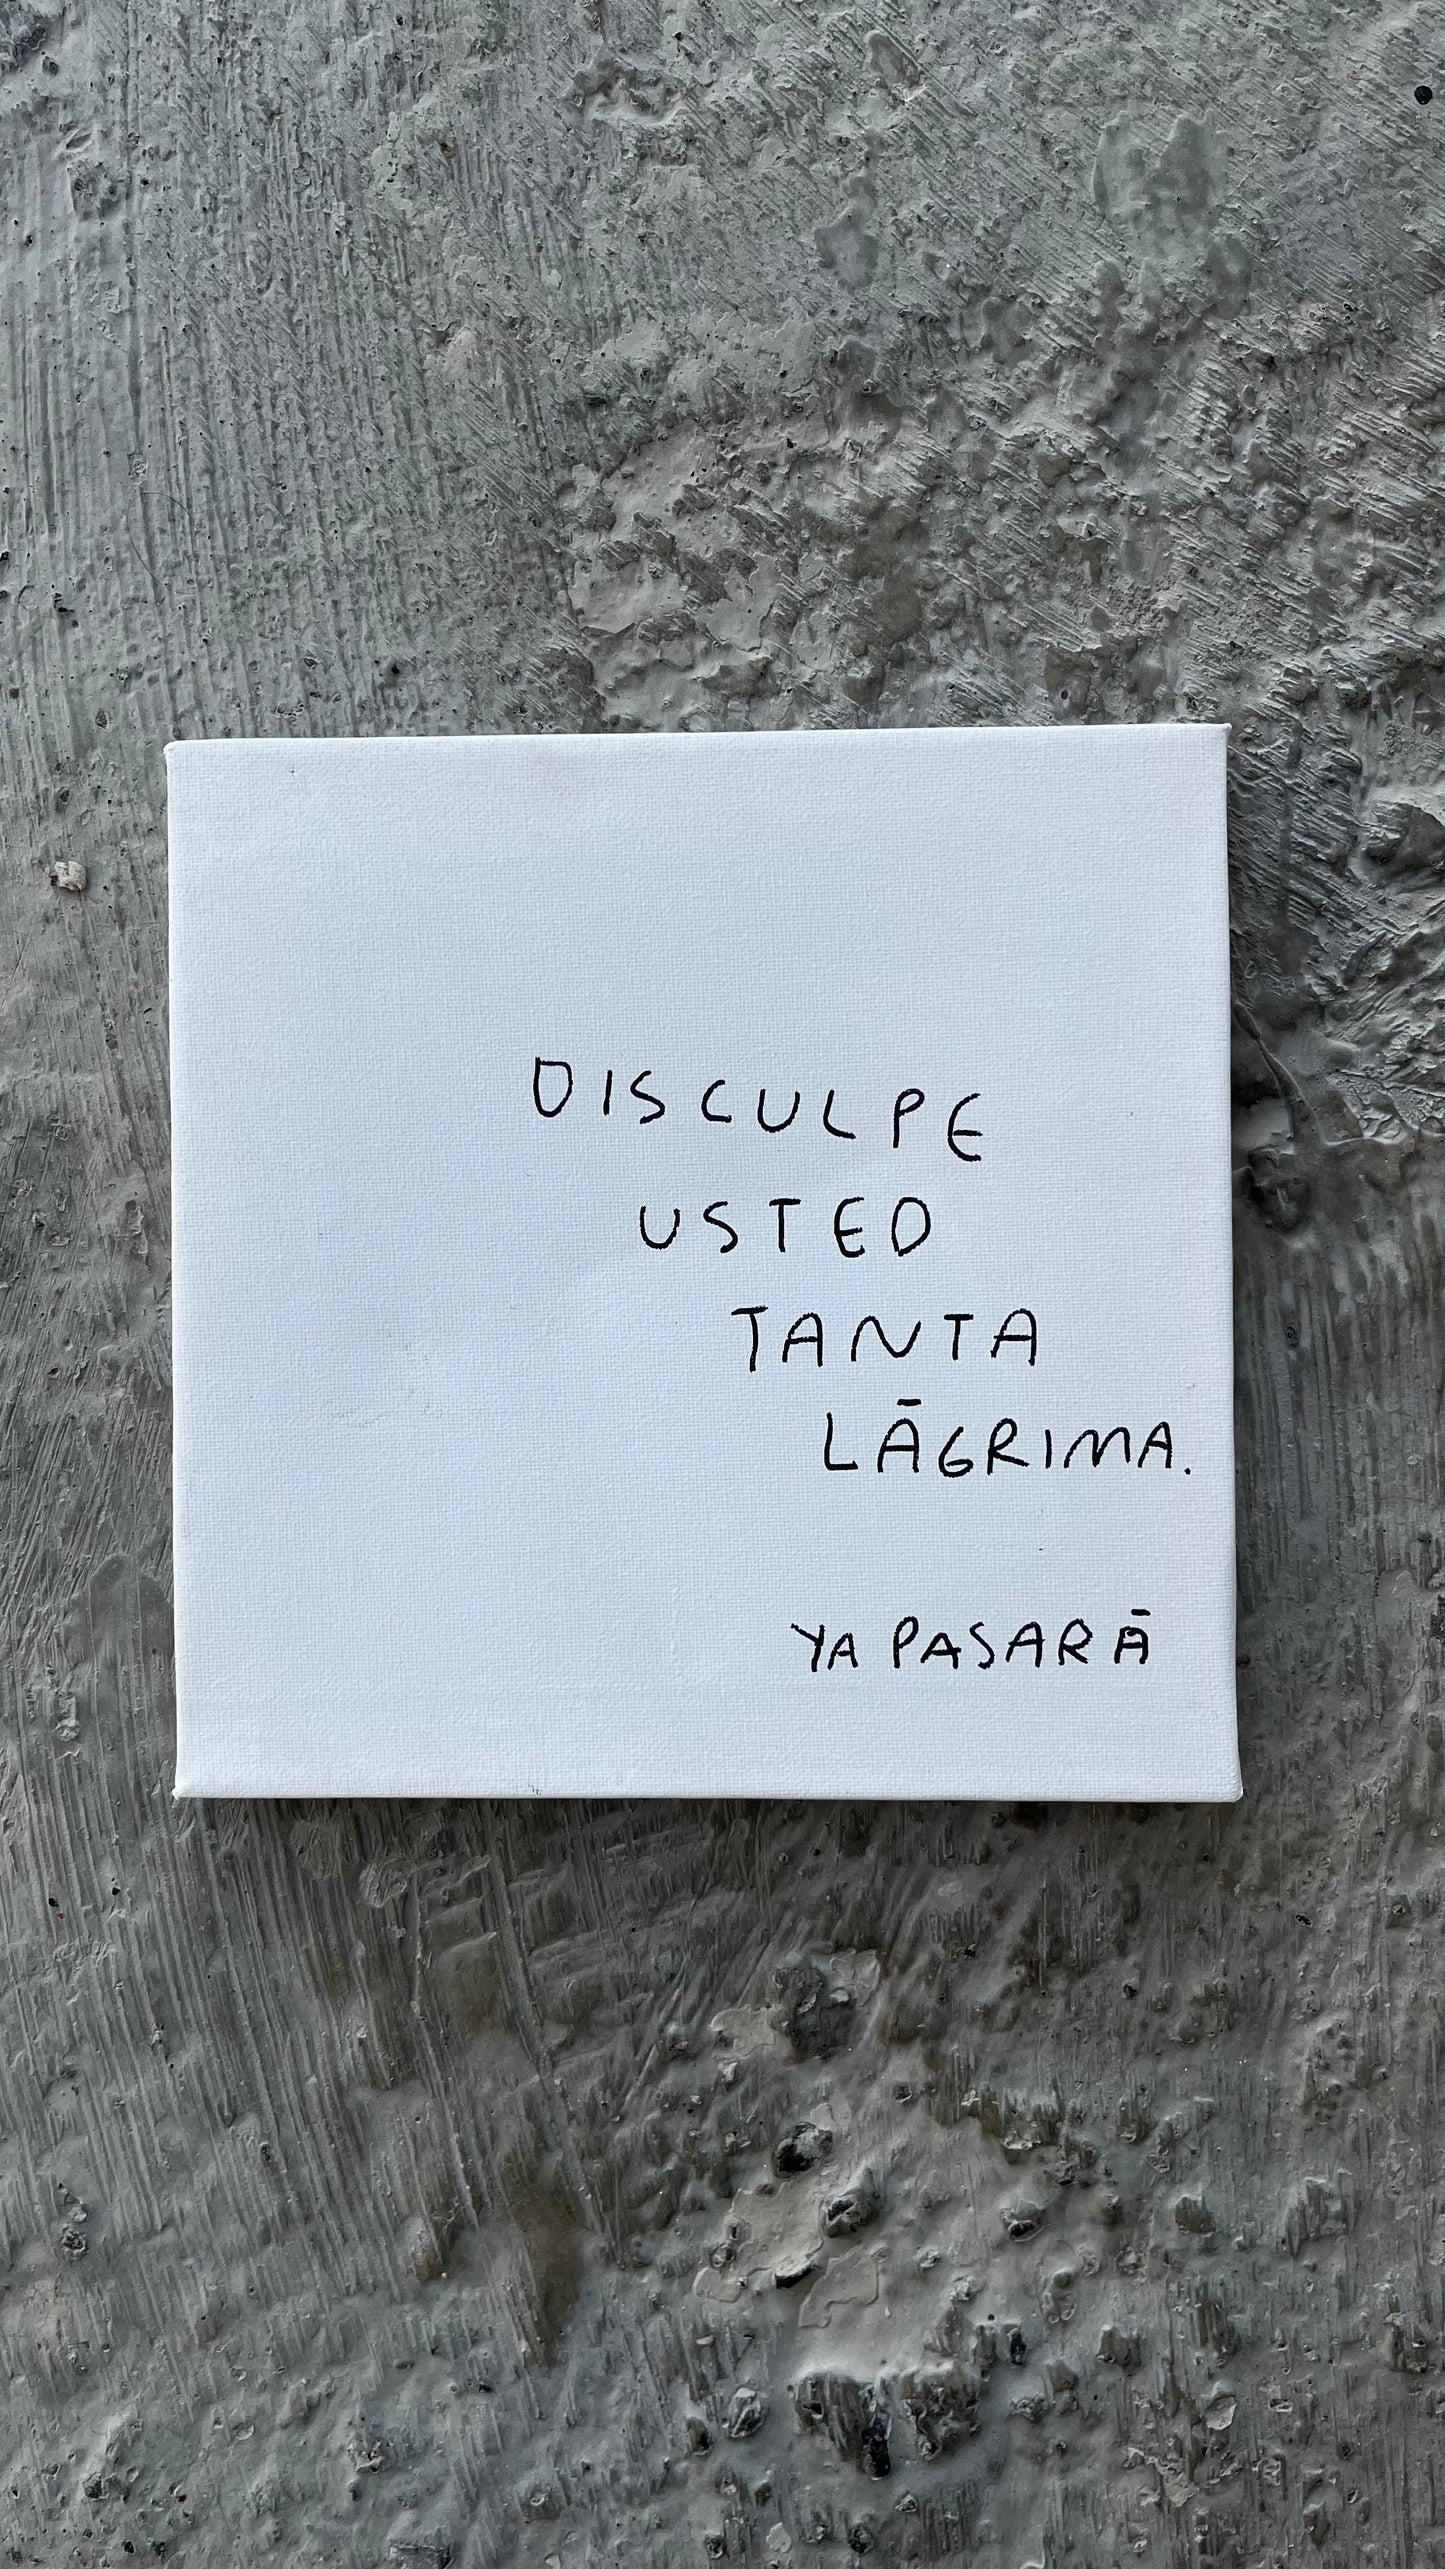 DISCULPE
USTED
TANTA
LĀGRIMA.
YA PASARĀ